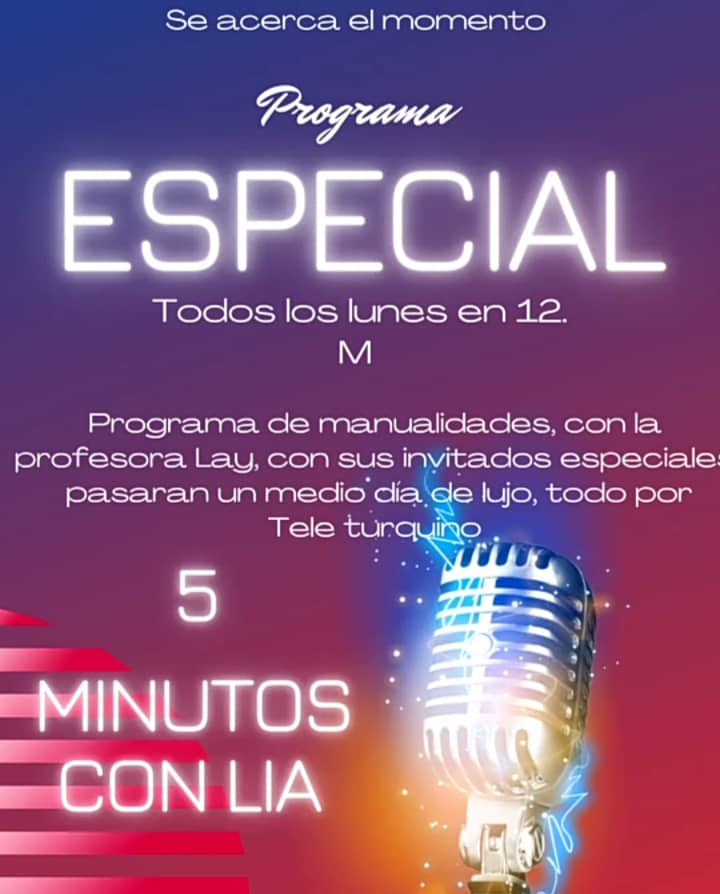 Se acerca el momento
Programa
ESPECIAL
Todos los lunes en 12.
M
Programa de manualidades, con la
profesora Lay, con sus invitados especiales
pasaran un medio día de lujo, todo por
Tele turquino
5
MINUTOS
CON LIA